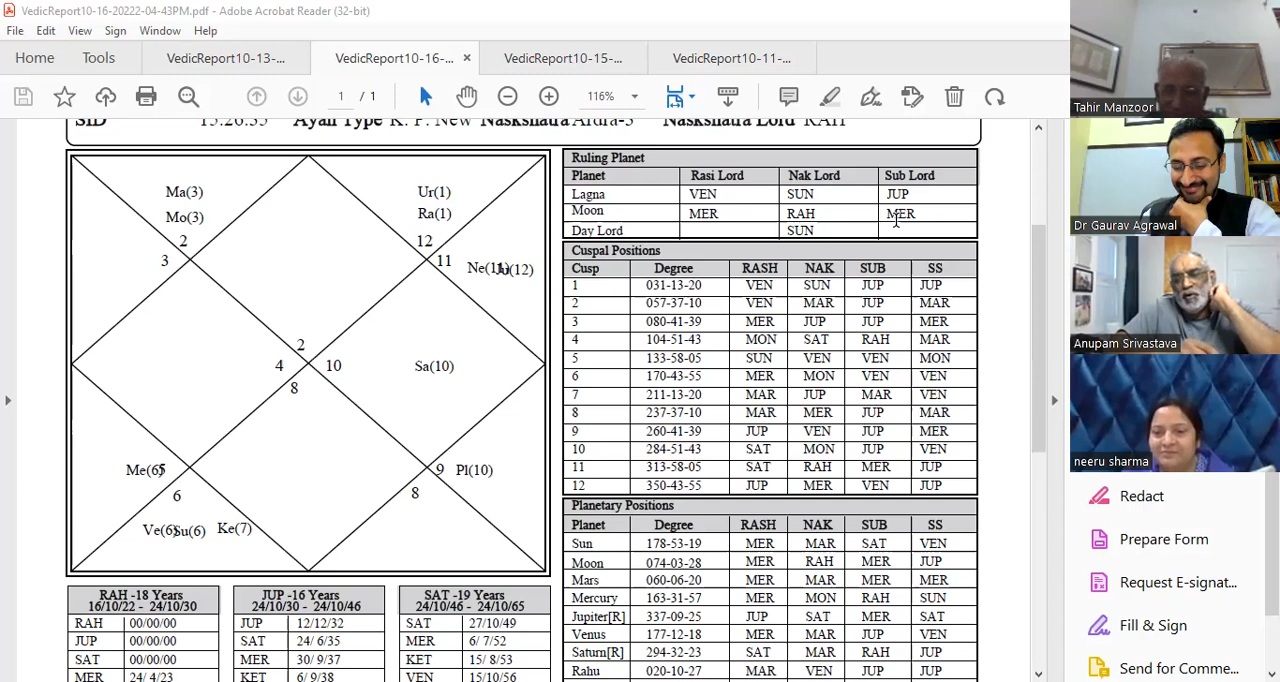 VedicReport10-16-20222-04-43PM.pdf - Adobe Acrobat Reader (32-bit)
File Edit View Sign Window Help
Home Tools VedicReport10-13-... VedicReport10-16-... × VedicReport10-15-... VedicReport10-11-...
1 / 1 116%
SID 15:26:35 Ayan Type K. P. New Naskshatra Ardra-3 Naskshatra Lord RAH
Ma(3)
Mo(3)
2
3
Ur(1)
Ra(1)
12
11
Ne(11) Ju(12)
2
4 10
8
Sa(10)
Me(6) 5
6
Ve(6) Su(6) Ke(7)
9 Pl(10)
8
Ruling Planet
Planet Rasi Lord Nak Lord Sub Lord
Lagna VEN SUN JUP
Moon MER RAH MER
Day Lord SUN
Cuspal Positions
Cusp Degree RASH NAK SUB SS
1 031-13-20 VEN SUN JUP JUP
2 057-37-10 VEN MAR JUP MAR
3 080-41-39 MER JUP JUP MER
4 104-51-43 MON SAT RAH MAR
5 133-58-05 SUN VEN VEN MON
6 170-43-55 MER MON VEN VEN
7 211-13-20 MAR JUP MAR VEN
8 237-37-10 MAR MER JUP MAR
9 260-41-39 JUP VEN JUP MER
10 284-51-43 SAT MON JUP VEN
11 313-58-05 SAT RAH MER JUP
12 350-43-55 JUP MER VEN JUP
Planetary Positions
Planet Degree RASH NAK SUB SS
Sun 178-53-19 MER MAR SAT VEN
Moon 074-03-28 MER RAH MER JUP
Mars 060-06-20 MER MAR MER MER
Mercury 163-31-57 MER MON RAH SUN
Jupiter[R] 337-09-25 JUP SAT MER SAT
Venus 177-12-18 MER MAR JUP VEN
Saturn[R] 294-32-23 SAT MAR RAH JUP
Rahu 020-10-27 MAR VEN JUP JUP
RAH -18 Years
16/10/22 - 24/10/30
RAH 00/00/00
JUP 00/00/00
SAT 00/00/00
MER 24/ 4/23
JUP -16 Years
24/10/30 - 24/10/46
JUP 12/12/32
SAT 24/ 6/35
MER 30/ 9/37
KET 6/ 9/38
SAT -19 Years
24/10/46 - 24/10/65
SAT 27/10/49
MER 6/ 7/52
KET 15/ 8/53
VEN 15/10/56
Tahir Manzoor
Dr Gaurav Agrawal
Anupam Srivastava
neeru sharma
Redact
Prepare Form
Request E-signat...
Fill & Sign
Send for Comme...